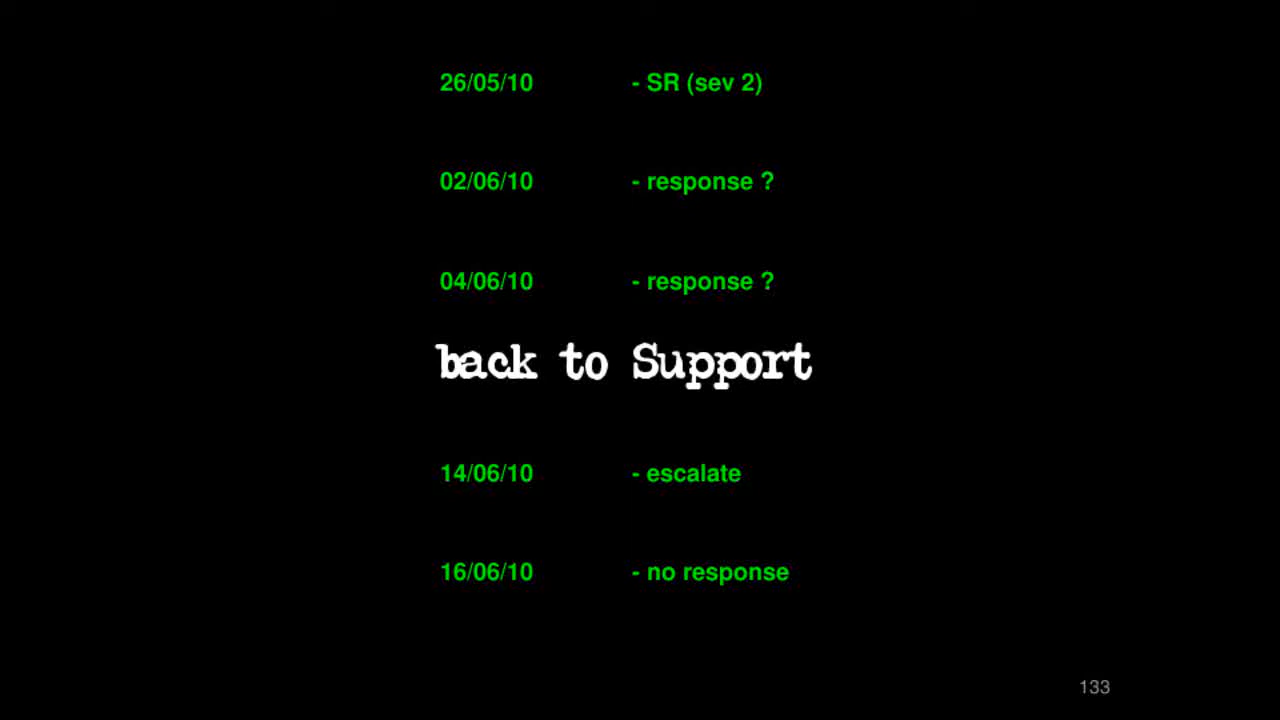 26/05/10 - SR (sev 2)
02/06/10 - response ?
04/06/10 - response ?
back to Support
14/06/10 - escalate
16/06/10 - no response
133